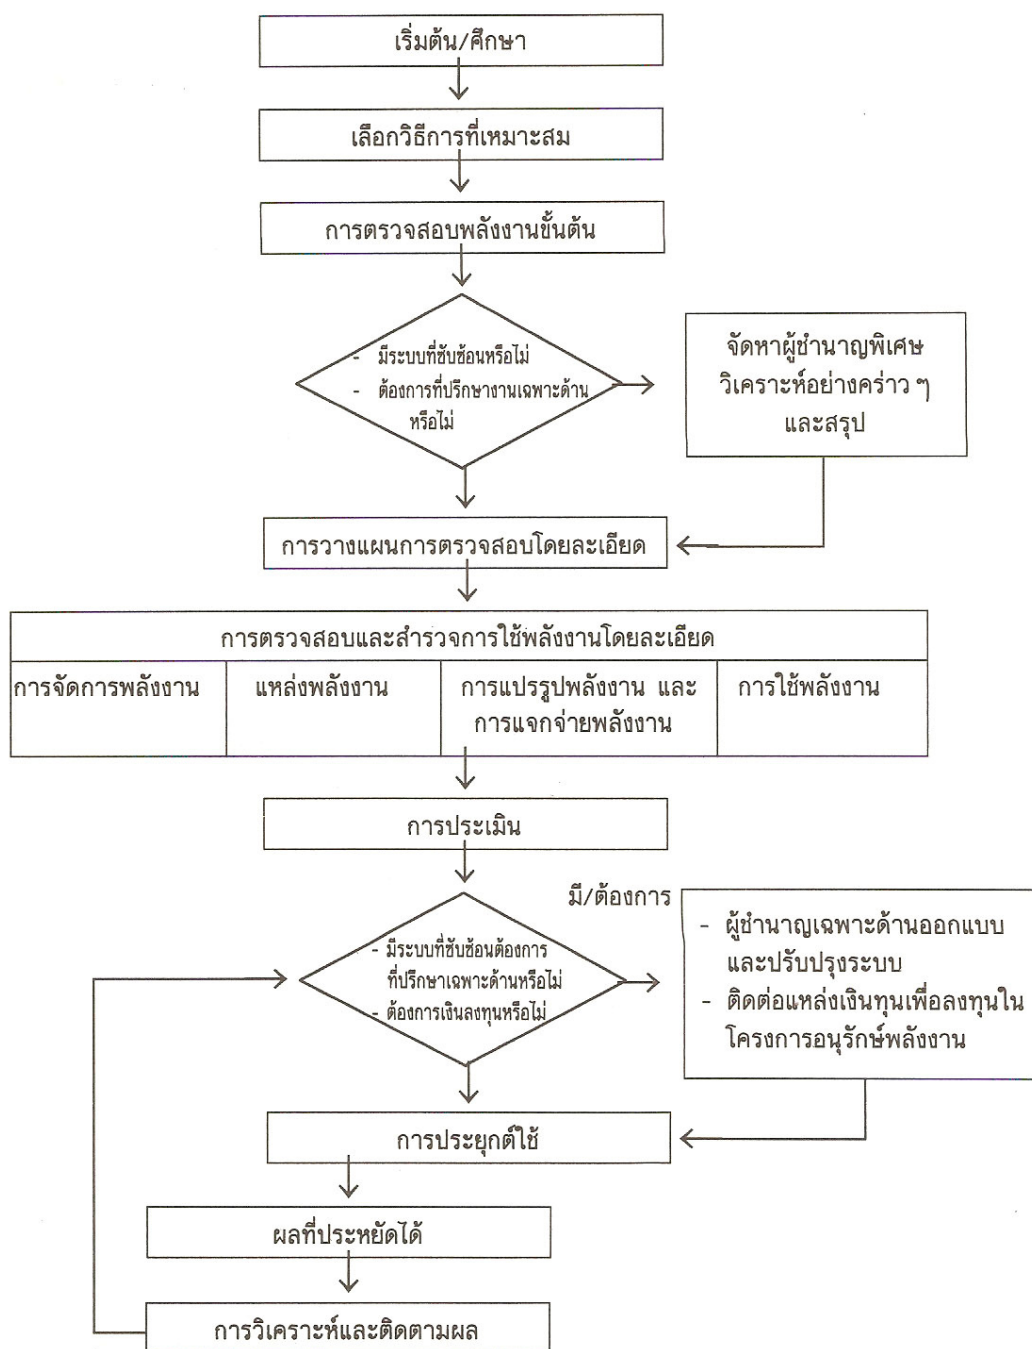 เริ่มต้น/ศึกษา
เลือกวิธีการที่เหมาะสม
การตรวจสอบพลังงานขั้นต้น
- มีระบบที่ซับซ้อนหรือไม่
- ต้องการที่ปรึกษางานเฉพาะด้าน
หรือไม่
จัดหาผู้ชำนาญพิเศษ
วิเคราะห์อย่างคร่าว ๆ
และสรุป
การวางแผนการตรวจสอบโดยละเอียด
การตรวจสอบและสำรวจการใช้พลังงานโดยละเอียด
การจัดการพลังงาน
แหล่งพลังงาน
การแปรรูปพลังงาน และ
การแจกจ่ายพลังงาน
การใช้พลังงาน
การประเมิน
- มีระบบที่ซับซ้อนต้องการ
ที่ปรึกษาเฉพาะด้านหรือไม่
- ต้องการเงินลงทุนหรือไม่
มี/ต้องการ
- ผู้ชำนาญเฉพาะด้านออกแบบ
และปรับปรุงระบบ
- ติดต่อแหล่งเงินทุนเพื่อลงทุนใน
โครงการอนุรักษ์พลังงาน
การประยุกต์ใช้
ผลที่ประหยัดได้
การวิเคราะห์และติดตามผล